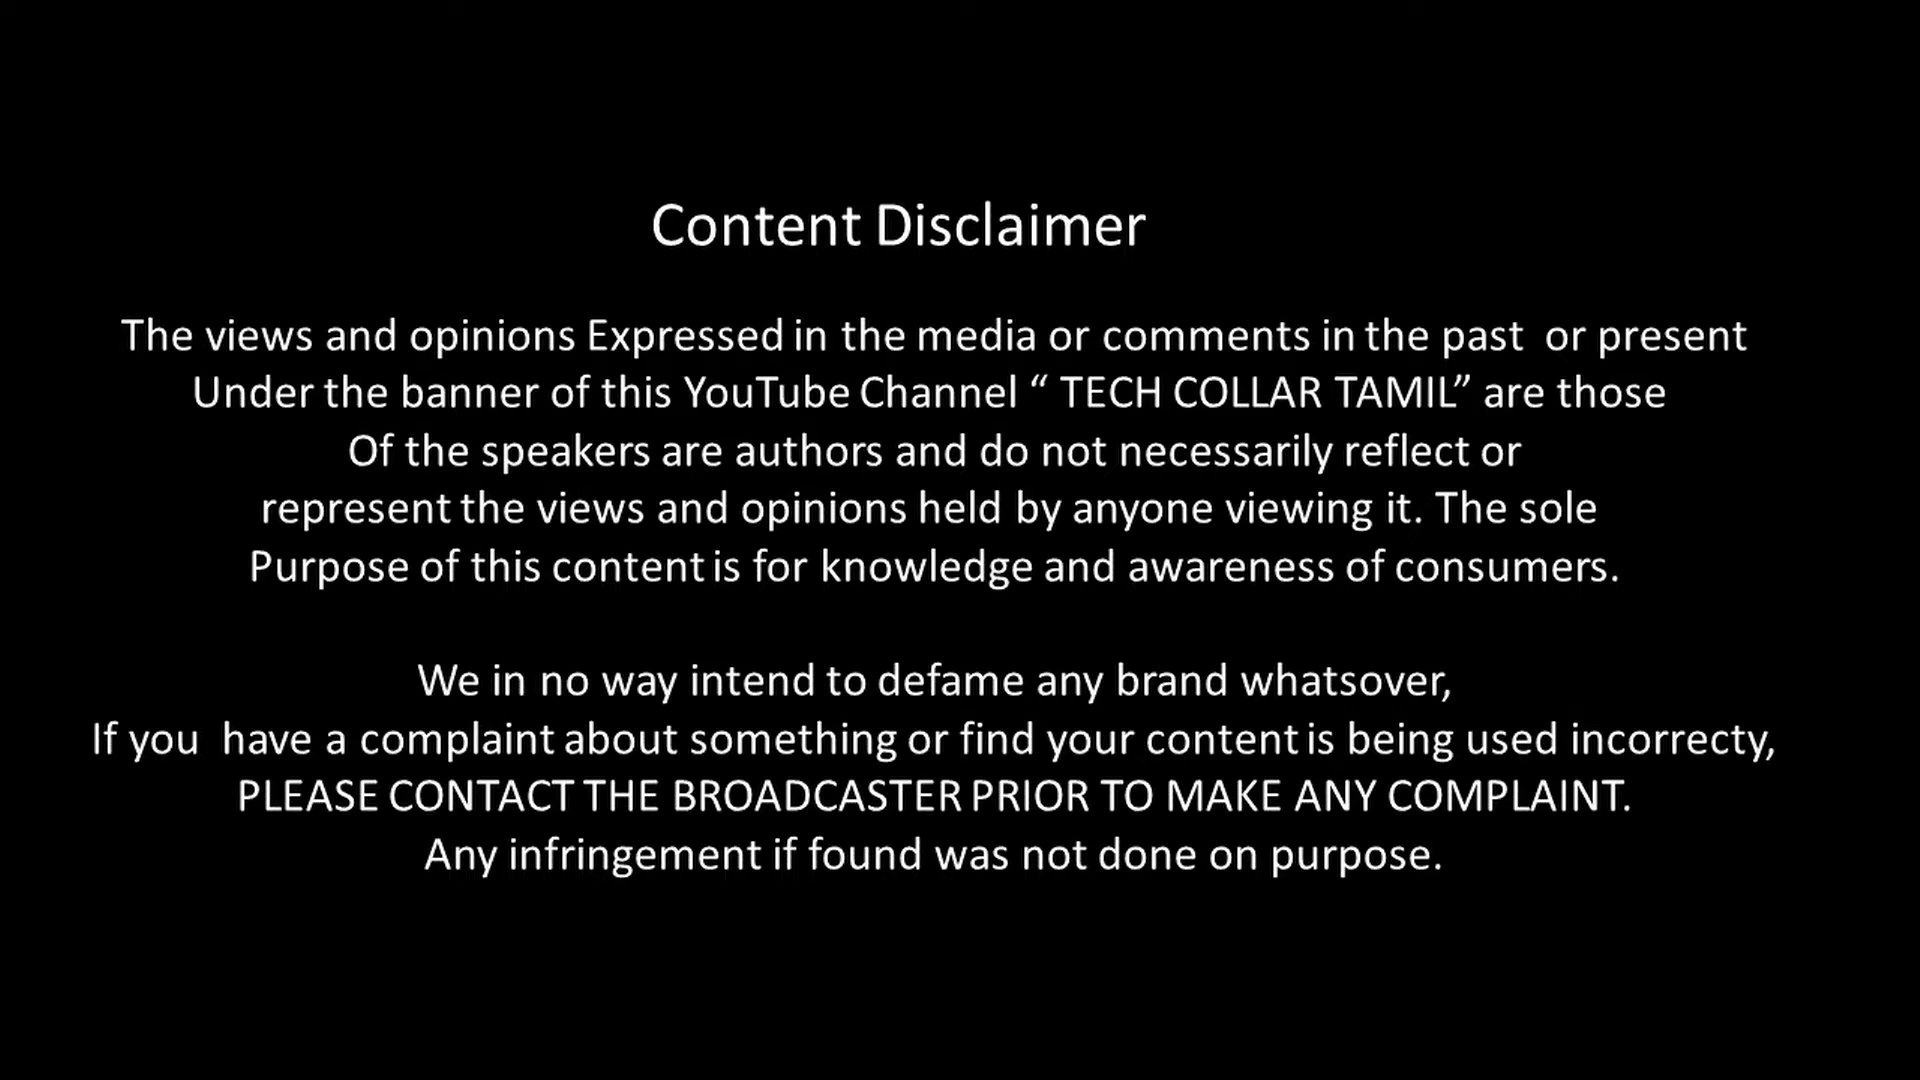 Content Disclaimer
The views and opinions Expressed in the media or comments in the past  or present
Under the banner of this YouTube Channel “ TECH COLLAR TAMIL” are those
Of the speakers are authors and do not necessarily reflect or
represent the views and opinions held by anyone viewing it. The sole
Purpose of this content is for knowledge and awareness of consumers.
We in no way intend to defame any brand whatsover,
If you  have a complaint about something or find your content is being used incorrecty,
PLEASE CONTACT THE BROADCASTER PRIOR TO MAKE ANY COMPLAINT.
Any infringement if found was not done on purpose.